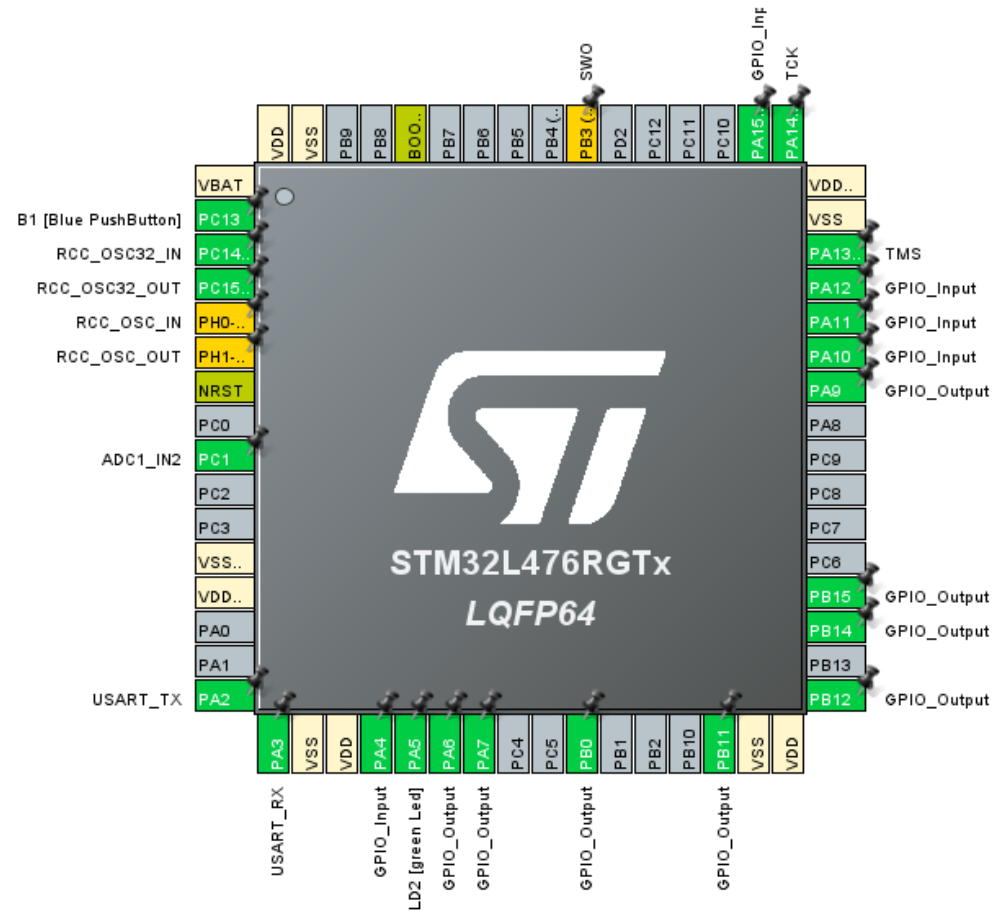 GPIO_Inp
TCK
SWO
VDD
VSS
PB9
PB8
BOO..
PB7
PB6
PB5
PB4 (..
PB3 (..
PD2
PC12
PC11
PC10
PA15..
PA14..
VBAT
B1 [Blue PushButton] PC13
RCC_OSC32_IN PC14..
RCC_OSC32_OUT PC15..
RCC_OSC_IN PH0-..
RCC_OSC_OUT PH1-..
NRST
PC0
ADC1_IN2 PC1
PC2
PC3
VSS..
VDD..
PA0
PA1
USART_TX PA2
ST
STM32L476RGTx
LQFP64
VDD..
VSS
PA13.. TMS
PA12 GPIO_Input
PA11 GPIO_Input
PA10 GPIO_Input
PA9 GPIO_Output
PA8
PC9
PC8
PC7
PC6
PB15 GPIO_Output
PB14 GPIO_Output
PB13
PB12 GPIO_Output
PA3
VSS
VDD
PA4
PA5
PA6
PA7
PC4
PC5
PB0
PB1
PB2
PB10
PB11
VSS
VDD
USART_RX
GPIO_Input
LD2 [green Led]
GPIO_Output
GPIO_Output
GPIO_Output
GPIO_Output